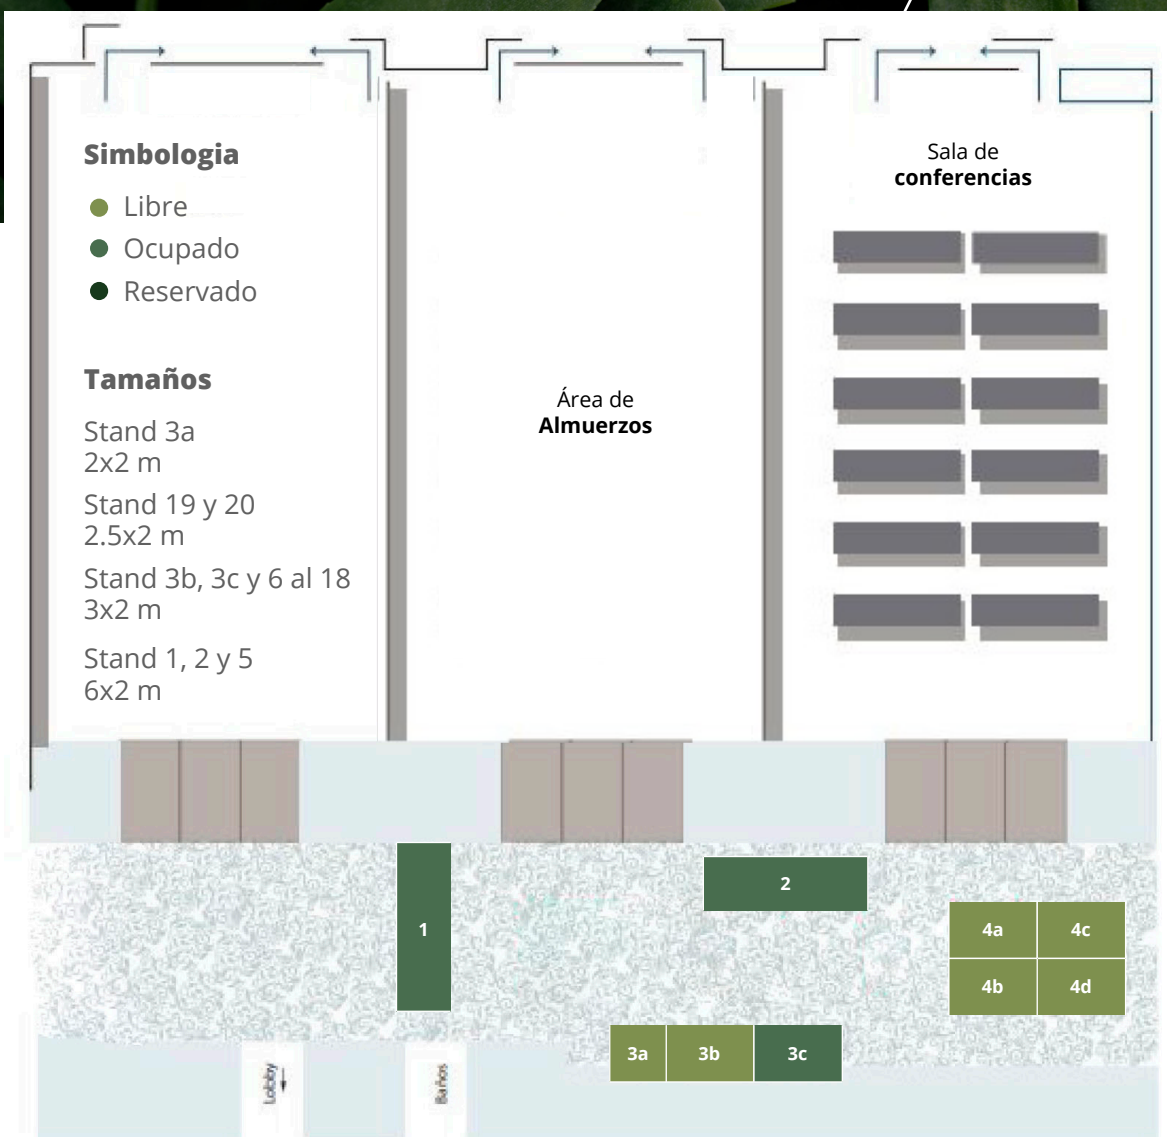 Simbologia
Libre
Ocupado
Reservado
Tamaños
Stand 3a
2x2 m
Stand 19 y 20
2.5x2 m
Stand 3b, 3c y 6 al 18
3x2 m
Stand 1, 2 y 5
6x2 m
Área de
Almuerzos
Sala de
conferencias
1
2
4a
4c
4b
4d
3a
3b
3c
Lobby
Baños